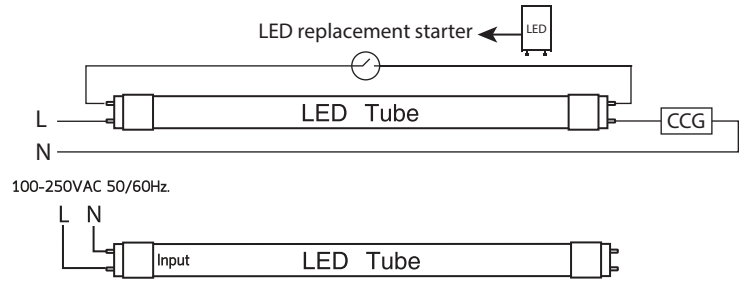 LED replacement starter
LED
LED Tube
L
CCG
N
100-250VAC 50/60Hz.
L N
Input
LED Tube